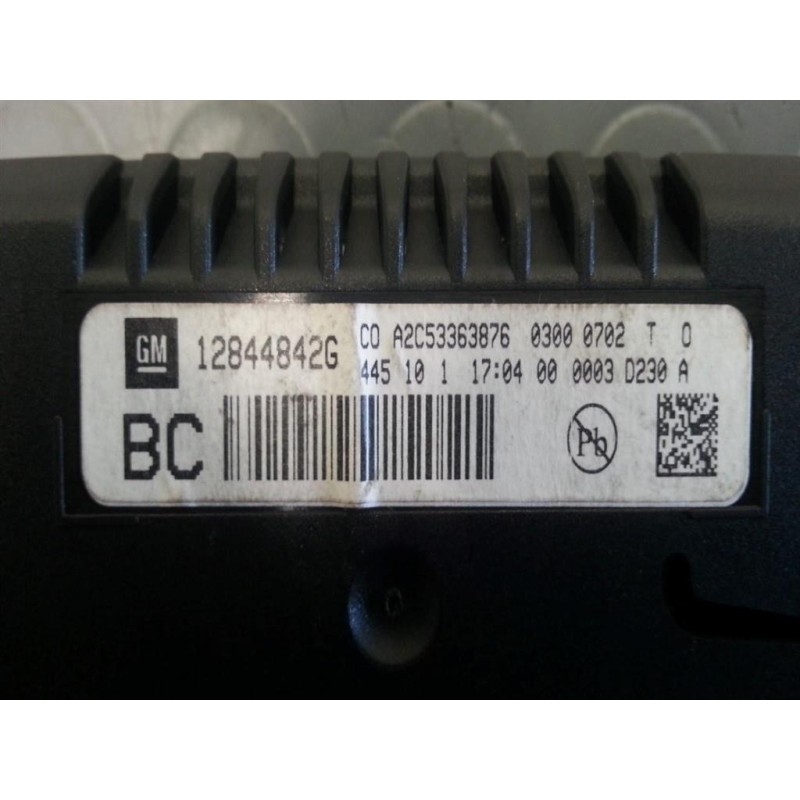 GM 12844842G CO A2C53363876 0300 0702 T 0
445 10 1 17:04 00 0003 D230 A
BC Pb